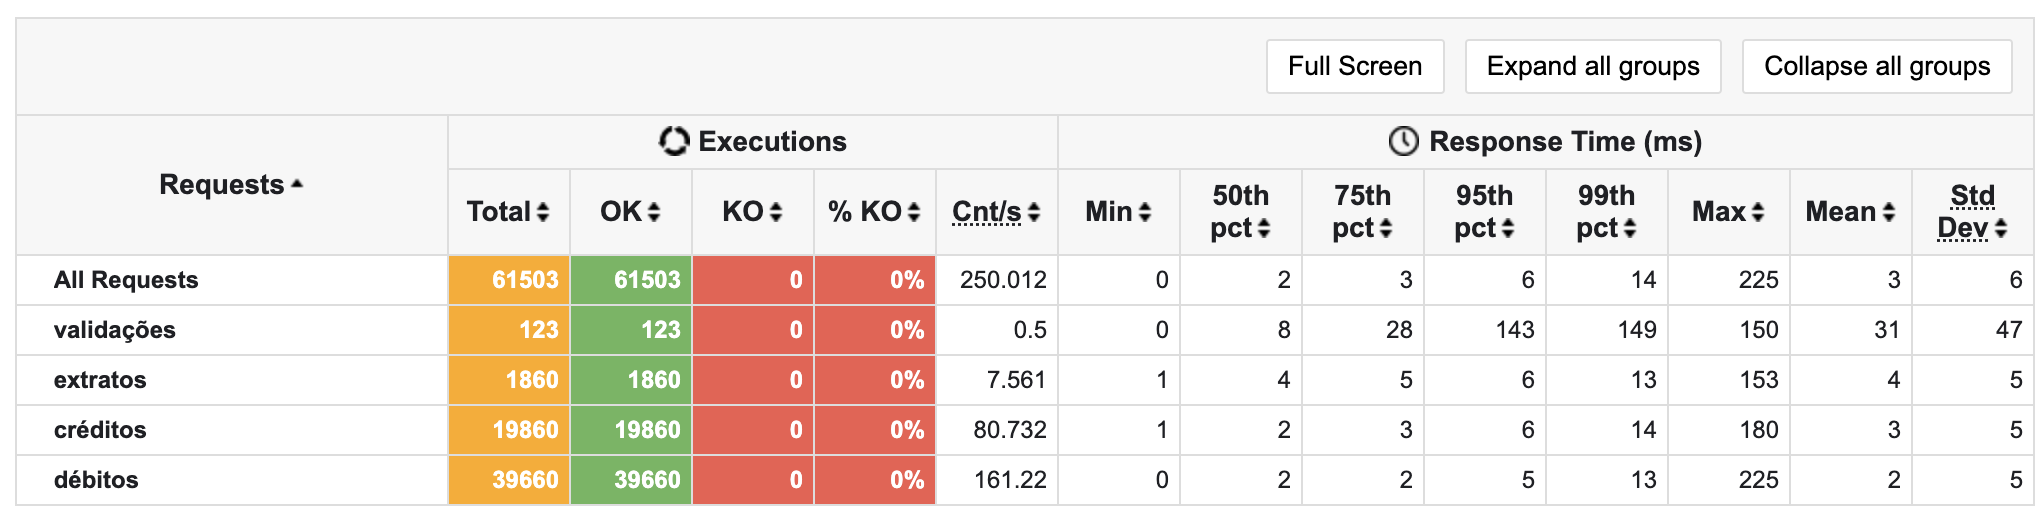 Full Screen Expand all groups Collapse all groups
Requests Executions Response Time (ms)
Total OK KO % KO Cnt/s Min 50th pct 75th pct 95th pct 99th pct Max Mean Std Dev
All Requests 61503 61503 0 0% 250.012 0 2 3 6 14 225 3 6
validações 123 123 0 0% 0.5 0 8 28 143 149 150 31 47
extratos 1860 1860 0 0% 7.561 1 4 5 6 13 153 4 5
créditos 19860 19860 0 0% 80.732 1 2 3 6 14 180 3 5
débitos 39660 39660 0 0% 161.22 0 2 2 5 13 225 2 5